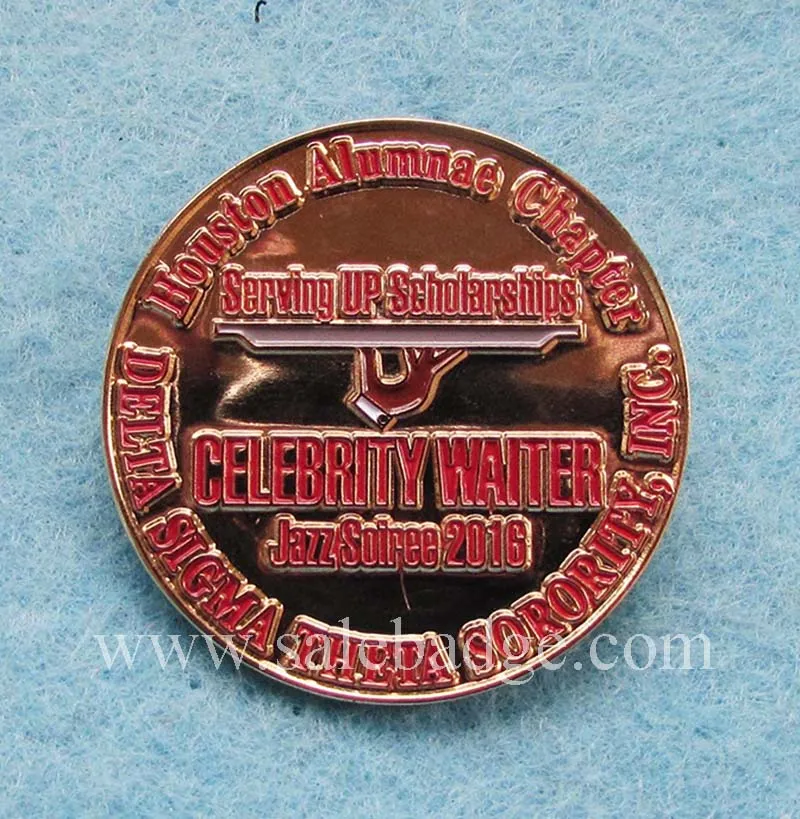 Houston Alumnae Chapter
Serving UP Scholarships
CELEBRITY WAITER
Jazz Soiree 2016
DELTA SIGMA THETA SORORITY, INC.
www.salebadge.com